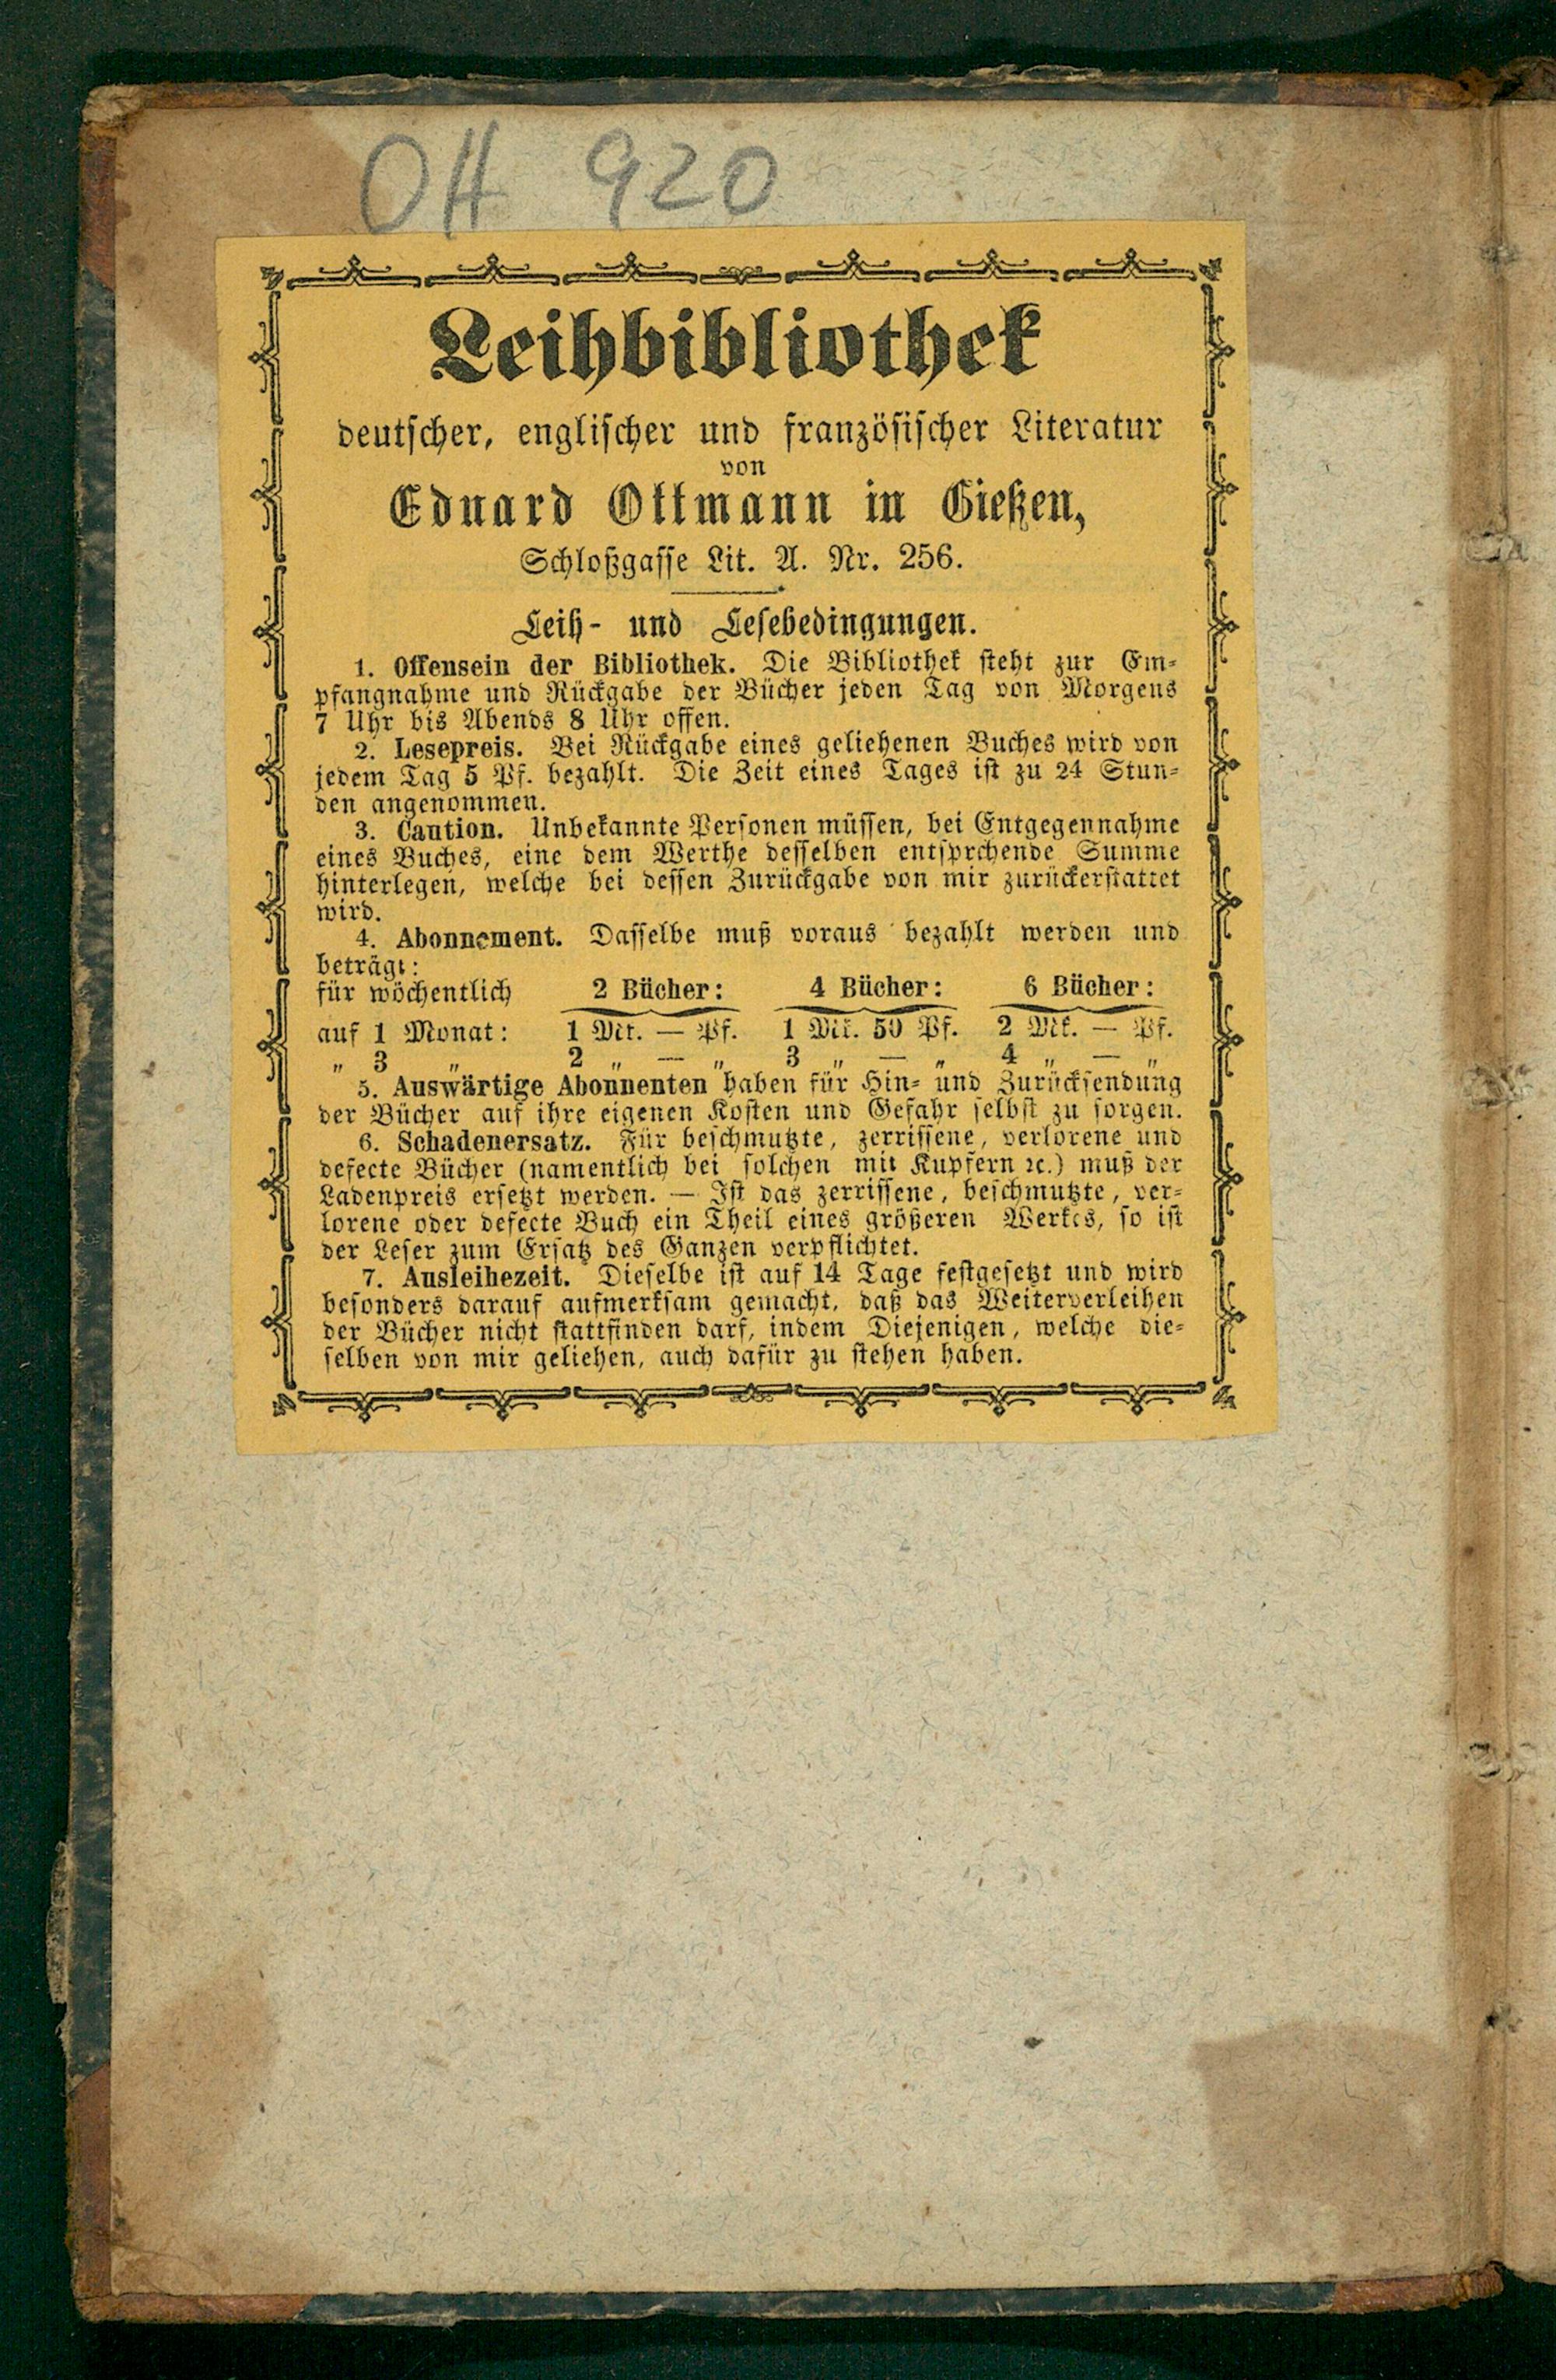 OH 920
Leihbibliothek
deutscher, englischer und französischer Literatur
von
Eduard Ottmann in Gießen,
Schloßgasse Lit. A. Nr. 256.
Leih- und Lesebedingungen.
1. Offensein der Bibliothek. Die Bibliothek steht zur Em-
pfangnahme und Rückgabe der Bücher jeden Tag von Morgens
7 Uhr bis Abends 8 Uhr offen.
2. Lesepreis. Bei Rückgabe eines geliehenen Buches wird von
jedem Tag 5 Pf. bezahlt. Die Zeit eines Tages ist zu 24 Stun-
den angenommen.
3. Caution. Unbekannte Personen müssen, bei Entgegennahme
eines Buches, eine dem Werthe desselben entsprchende Summe
hinterlegen, welche bei dessen Zurückgabe von mir zurückerstattet
wird.
4. Abonnement. Dasselbe muß voraus bezahlt werden und
beträgt:
für wöchentlich 2 Bücher: 4 Bücher: 6 Bücher:
auf 1 Monat: 1 Mk. — Pf. 1 Mk. 50 Pf. 2 Mk. — Pf.
„ 3 „ 2 „ — „ 3 „ — „ 4 „ — „
5. Auswärtige Abonnenten haben für Hin- und Zurücksendung
der Bücher auf ihre eigenen Kosten und Gefahr selbst zu sorgen.
6. Schadenersatz. Für beschmutzte, zerrissene, verlorene und
defecte Bücher (namentlich bei solchen mit Kupfern ꝛc.) muß der
Ladenpreis ersetzt werden. — Ist das zerrissene, beschmutzte, ver-
lorene oder defecte Buch ein Theil eines größeren Werkes, so ist
der Leser zum Ersatz des Ganzen verpflichtet.
7. Ausleihezeit. Dieselbe ist auf 14 Tage festgesetzt und wird
besonders darauf aufmerksam gemacht, daß das Weiterverleihen
der Bücher nicht stattfinden darf, indem Diejenigen, welche die-
selben von mir geliehen, auch dafür zu stehen haben.